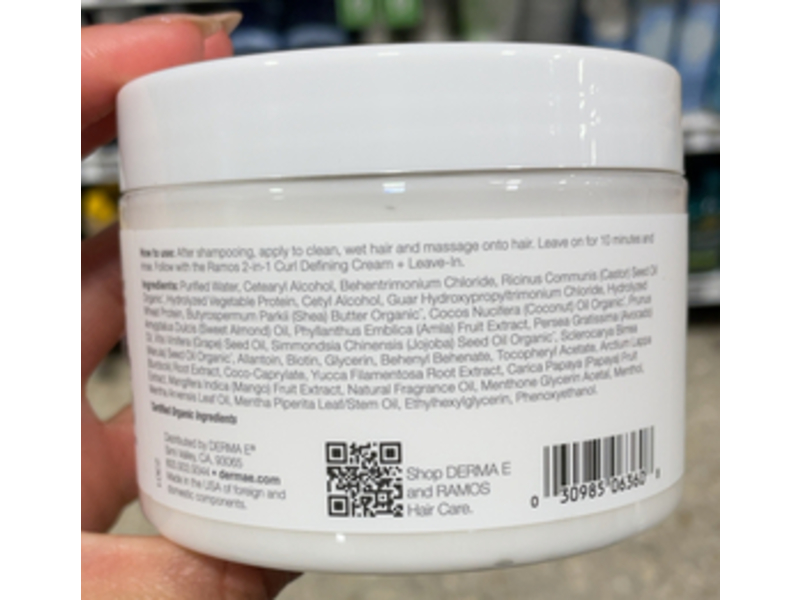 How to use: After shampooing, apply to clean, wet hair and massage onto hair. Leave on for 10 minutes and
rinse. Follow with the Ramos 2-in-1 Curl Defining Cream + Leave-In.
Ingredients: Purified Water, Cetearyl Alcohol, Behentrimonium Chloride, Ricinus Communis (Castor) Seed Oil
Organic*, Hydrolyzed Vegetable Protein, Cetyl Alcohol, Guar Hydroxypropyltrimonium Chloride, Hydrolyzed
Wheat Protein, Butyrospermum Parkii (Shea) Butter Organic*, Cocos Nucifera (Coconut) Oil Organic*, Prunus
Amygdalus Dulcis (Sweet Almond) Oil, Phyllanthus Emblica (Amla) Fruit Extract, Persea Gratissima (Avocado)
Oil, Vitis Vinifera (Grape) Seed Oil, Simmondsia Chinensis (Jojoba) Seed Oil Organic*, Sclerocarya Birrea
(Marula) Seed Oil Organic*, Allantoin, Biotin, Glycerin, Behenyl Behenate, Tocopheryl Acetate, Arctium Lappa
(Burdock) Root Extract, Coco-Caprylate, Yucca Filamentosa Root Extract, Carica Papaya (Papaya) Fruit
Extract, Mangifera Indica (Mango) Fruit Extract, Natural Fragrance Oil, Menthone Glycerin Acetal, Menthol,
Mentha Arvensis Leaf Oil, Mentha Piperita Leaf/Stem Oil, Ethylhexylglycerin, Phenoxyethanol.
*Certified Organic Ingredients
Distributed by DERMA E®
Simi Valley, CA, 93065
800.933.9344 • dermae.com
Made in the USA of foreign and
domestic components.
Shop DERMA E
and RAMOS
Hair Care.
0 30985 06360 8